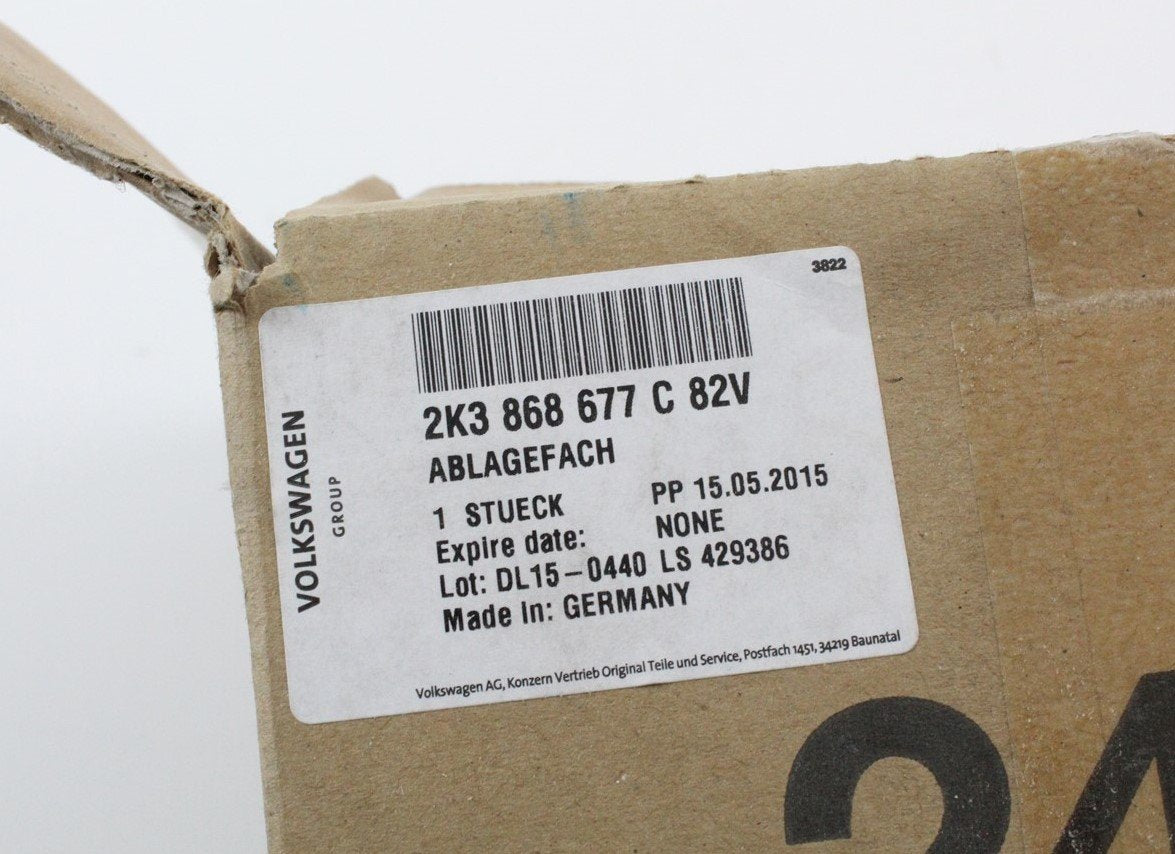 3822
VOLKSWAGEN
GROUP
2K3 868 677 C 82V
ABLAGEFACH
1 STUECK PP 15.05.2015
Expire date: NONE
Lot: DL15-0440 LS 429386
Made In: GERMANY
Volkswagen AG, Konzern Vertrieb Original Teile und Service, Postfach 1451, 34219 Baunatal